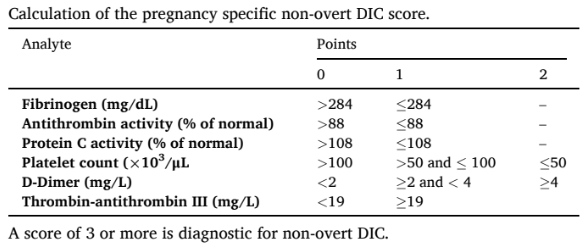 Calculation of the pregnancy specific non-overt DIC score.
Analyte Points
0 1 2
Fibrinogen (mg/dL) >284 ≤284 –
Antithrombin activity (% of normal) >88 ≤88 –
Protein C activity (% of normal) >108 ≤108 –
Platelet count (×10³/μL >100 >50 and ≤ 100 ≤50
D-Dimer (mg/L) <2 ≥2 and < 4 ≥4
Thrombin-antithrombin III (mg/L) <19 ≥19
A score of 3 or more is diagnostic for non-overt DIC.